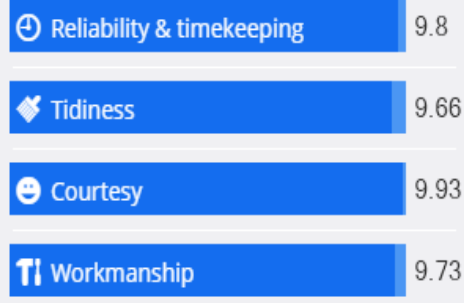 Reliability & timekeeping 9.8
Tidiness 9.66
Courtesy 9.93
Workmanship 9.73